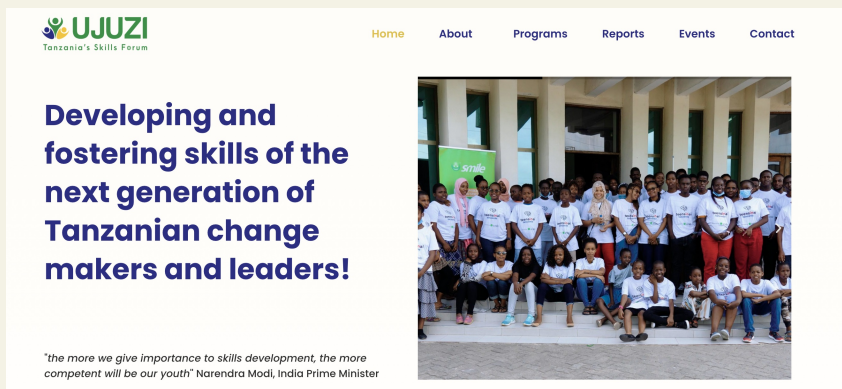 UJUZI
Tanzania's Skills Forum
Home About Programs Reports Events Contact
Developing and
fostering skills of the
next generation of
Tanzanian change
makers and leaders!
"the more we give importance to skills development, the more
competent will be our youth" Narendra Modi, India Prime Minister
smile